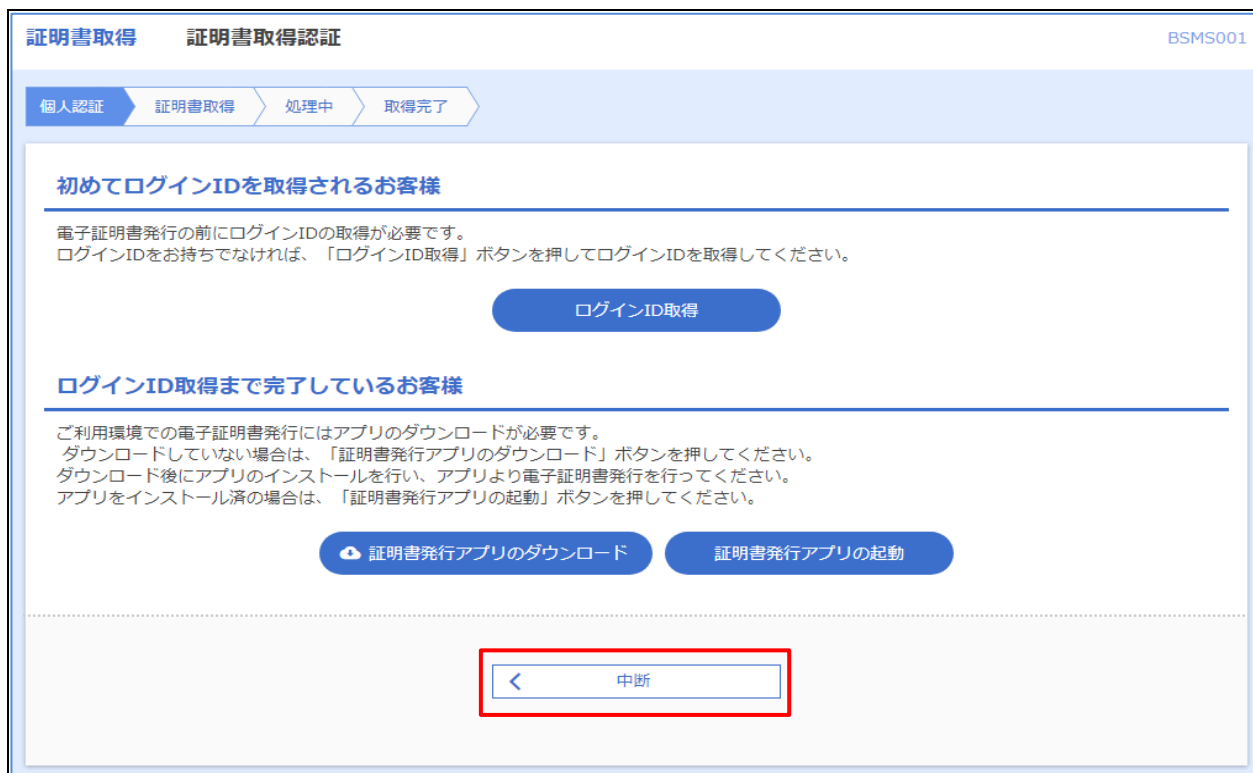 証明書取得 証明書取得認証 BSMS001
個人認証 証明書取得 処理中 取得完了
初めてログインIDを取得されるお客様
電子証明書発行の前にログインIDの取得が必要です。
ログインIDをお持ちでなければ、「ログインID取得」ボタンを押してログインIDを取得してください。
ログインID取得
ログインID取得まで完了しているお客様
ご利用環境での電子証明書発行にはアプリのダウンロードが必要です。
ダウンロードしていない場合は、「証明書発行アプリのダウンロード」ボタンを押してください。
ダウンロード後にアプリのインストールを行い、アプリより電子証明書発行を行ってください。
アプリをインストール済の場合は、「証明書発行アプリの起動」ボタンを押してください。
証明書発行アプリのダウンロード 証明書発行アプリの起動
中断